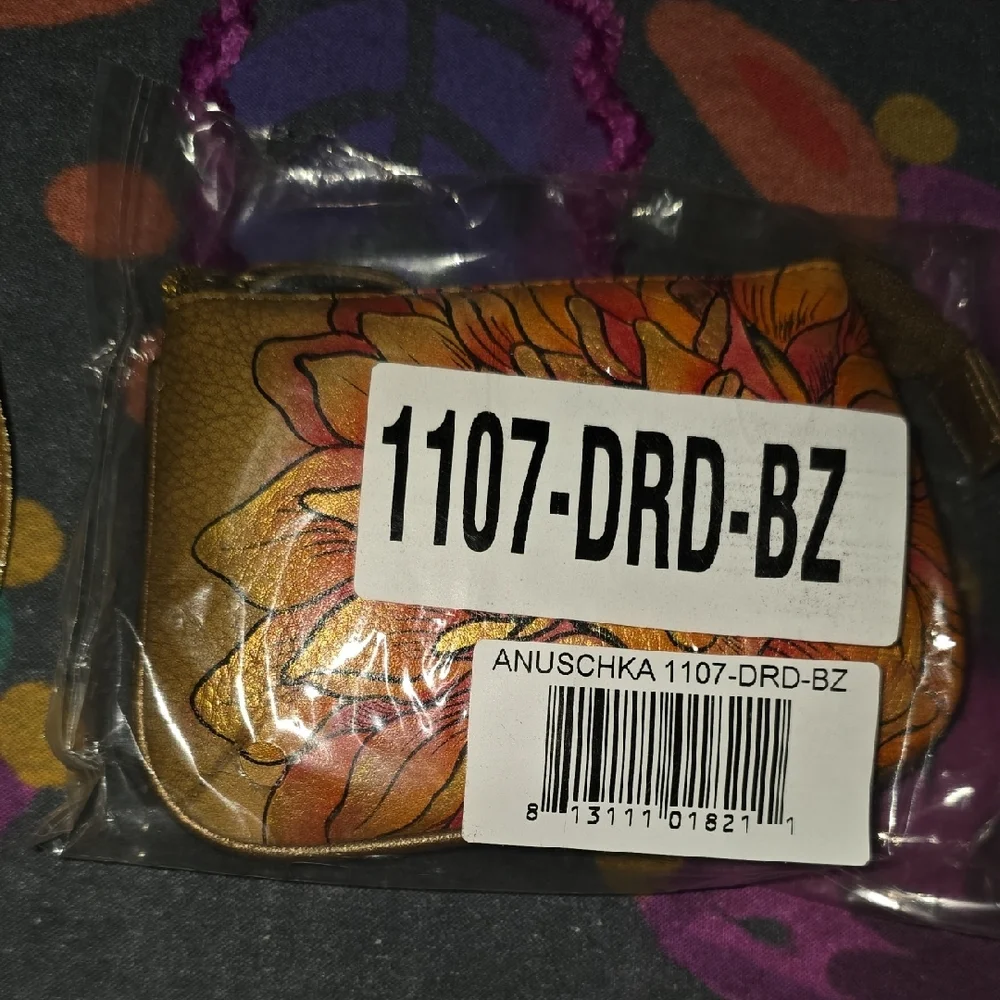 1107-DRD-BZ
ANUSCHKA 1107-DRD-BZ
8 13111 01821 1